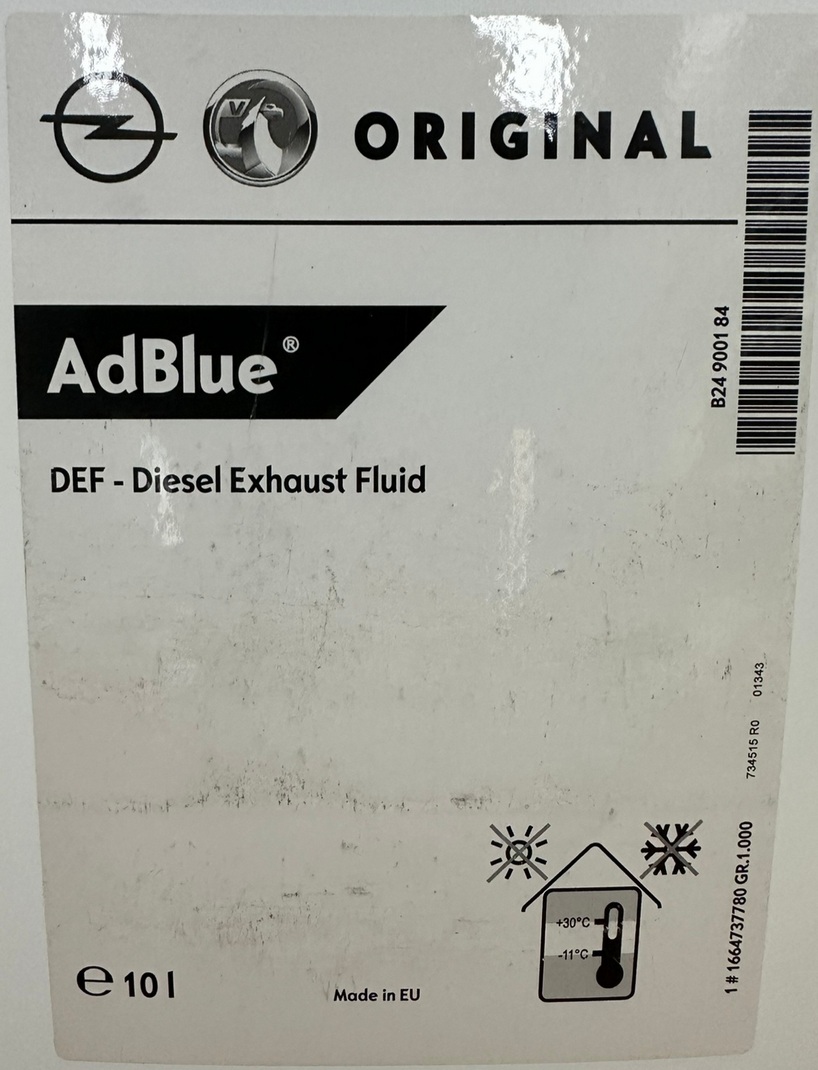 V
ORIGINAL
AdBlue®
DEF - Diesel Exhaust Fluid
B24 9001 84
01343
734515 R0
1 # 1664737780 GR.1.000
+30°C
-11°C
℮ 10 l
Made in EU